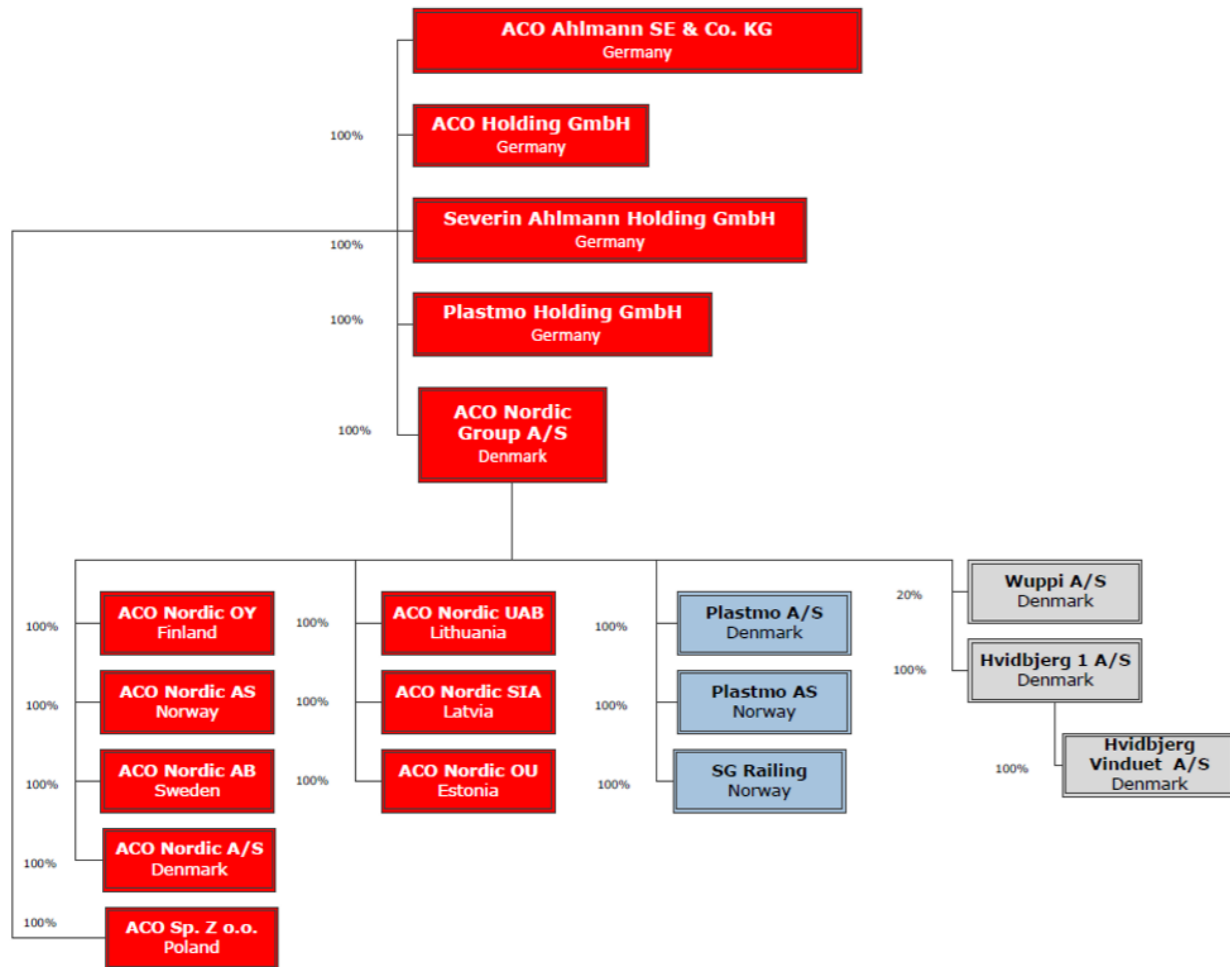 ACO Ahlmann SE & Co. KG
Germany
100%
ACO Holding GmbH
Germany
100%
Severin Ahlmann Holding GmbH
Germany
100%
Plastmo Holding GmbH
Germany
100%
ACO Nordic
Group A/S
Denmark
100%
ACO Nordic OY
Finland
100%
ACO Nordic AS
Norway
100%
ACO Nordic AB
Sweden
100%
ACO Nordic A/S
Denmark
100%
ACO Sp. Z o.o.
Poland
100%
ACO Nordic UAB
Lithuania
100%
ACO Nordic SIA
Latvia
100%
ACO Nordic OU
Estonia
100%
Plastmo A/S
Denmark
100%
Plastmo AS
Norway
100%
SG Railing
Norway
20%
Wuppi A/S
Denmark
100%
Hvidbjerg 1 A/S
Denmark
100%
Hvidbjerg
Vinduet A/S
Denmark